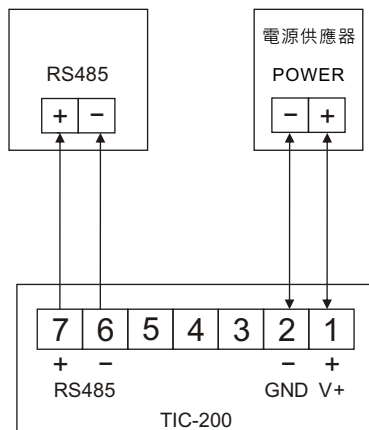 RS485
+ −
電源供應器
POWER
− +
7 6 5 4 3 2 1
+ − − +
RS485 GND V+
TIC-200